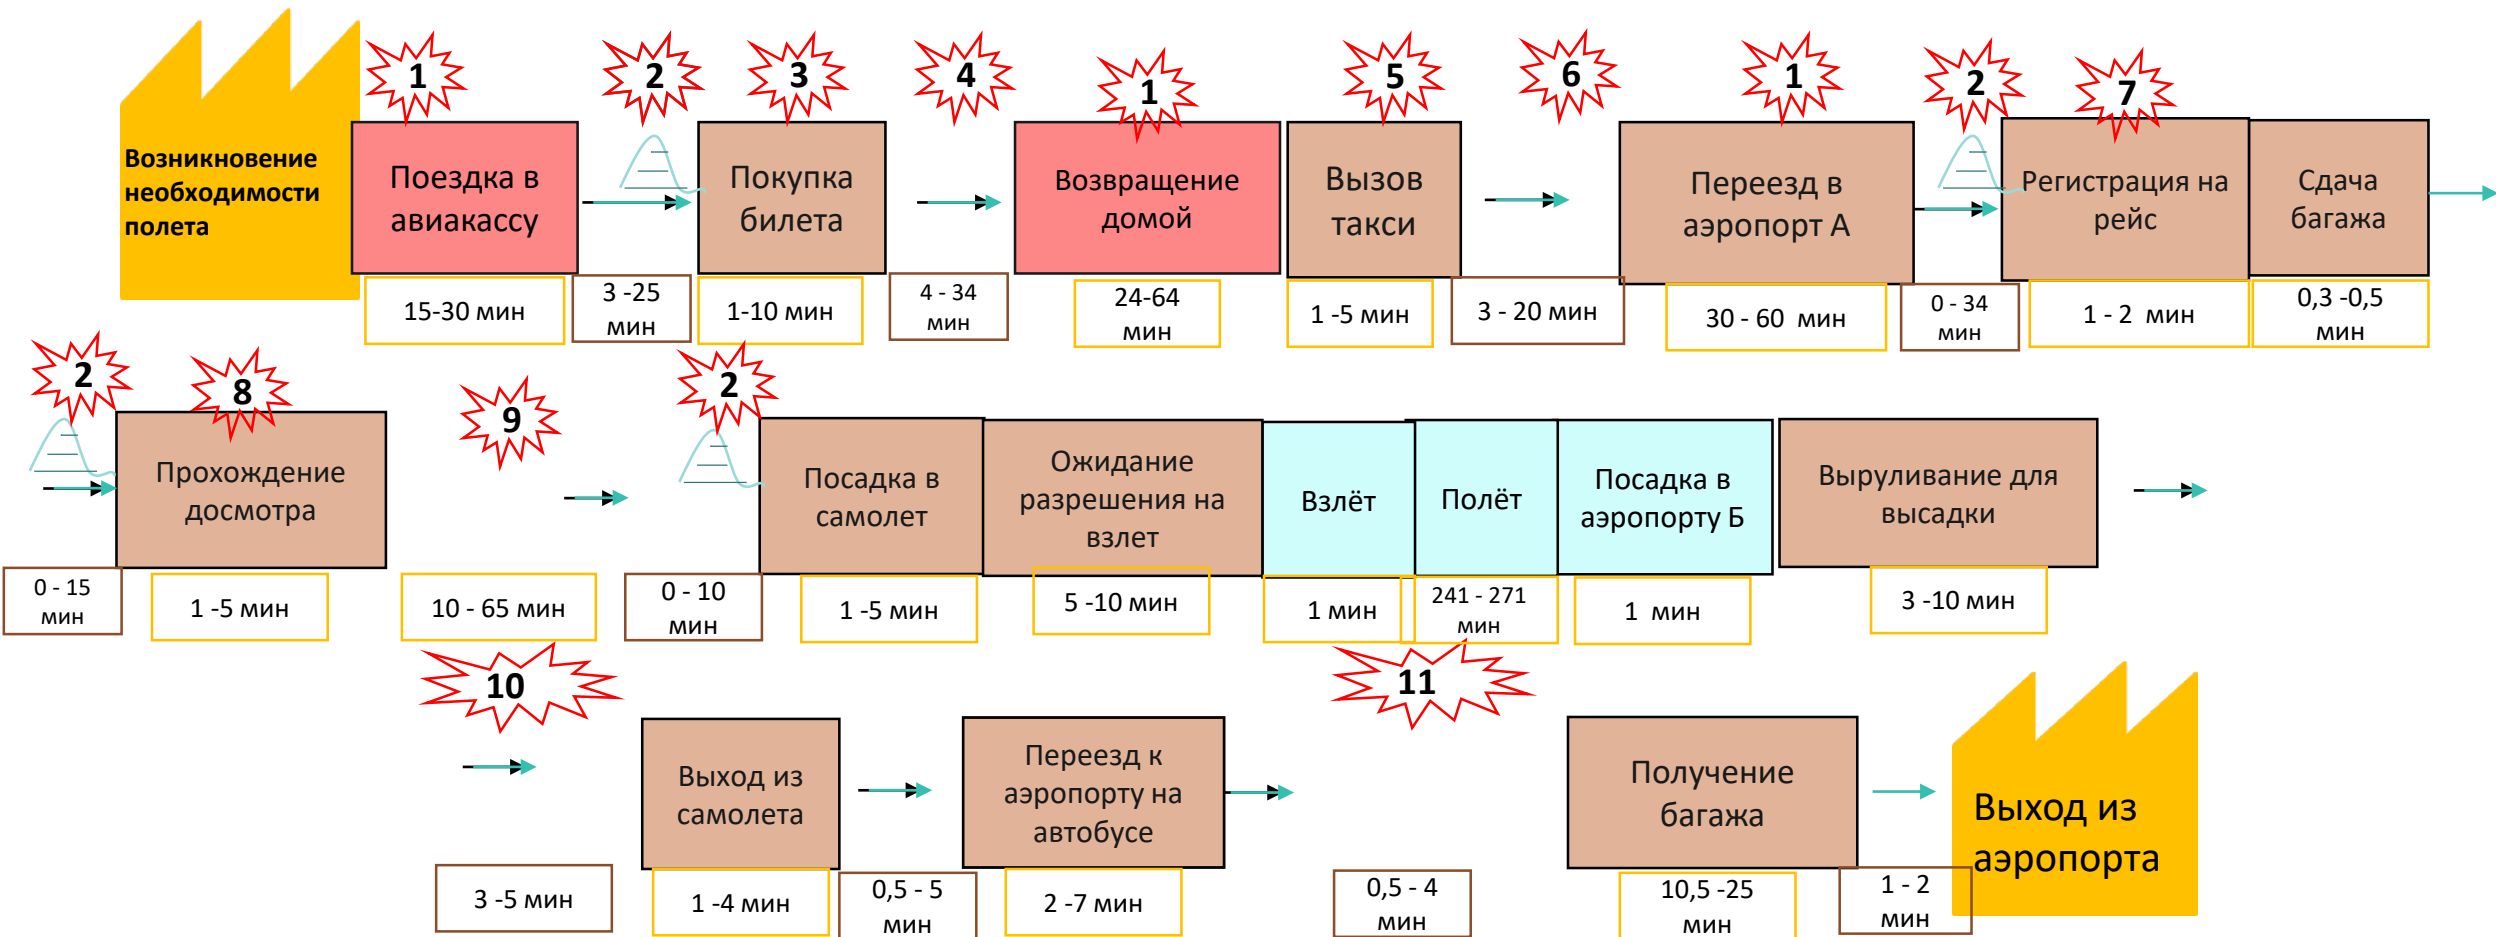 1
2
3
4
1
5
6
1
2
7
Возникновение
необходимости
полета
Поездка в
авиакассу
Покупка
билета
Возвращение
домой
Вызов
такси
Переезд в
аэропорт А
Регистрация на
рейс
Сдача
багажа
15-30 мин
3 -25
мин
1-10 мин
4 - 34
мин
24-64
мин
1 -5 мин
3 - 20 мин
30 - 60  мин
0 - 34
мин
1 - 2  мин
0,3 -0,5
мин
2
8
9
2
Прохождение
досмотра
Посадка в
самолет
Ожидание
разрешения на
взлет
Взлёт
Полёт
Посадка в
аэропорту Б
Выруливание для
высадки
0 - 15
мин
1 -5 мин
10 - 65 мин
0 - 10
мин
1 -5 мин
5 -10 мин
1 мин
241 - 271
мин
1  мин
3 -10 мин
10
11
Выход из
самолета
Переезд к
аэропорту на
автобусе
Получение
багажа
Выход из
аэропорта
3 -5 мин
1 -4 мин
0,5 - 5
мин
2 -7 мин
0,5 - 4
мин
10,5 -25
мин
1 - 2
мин